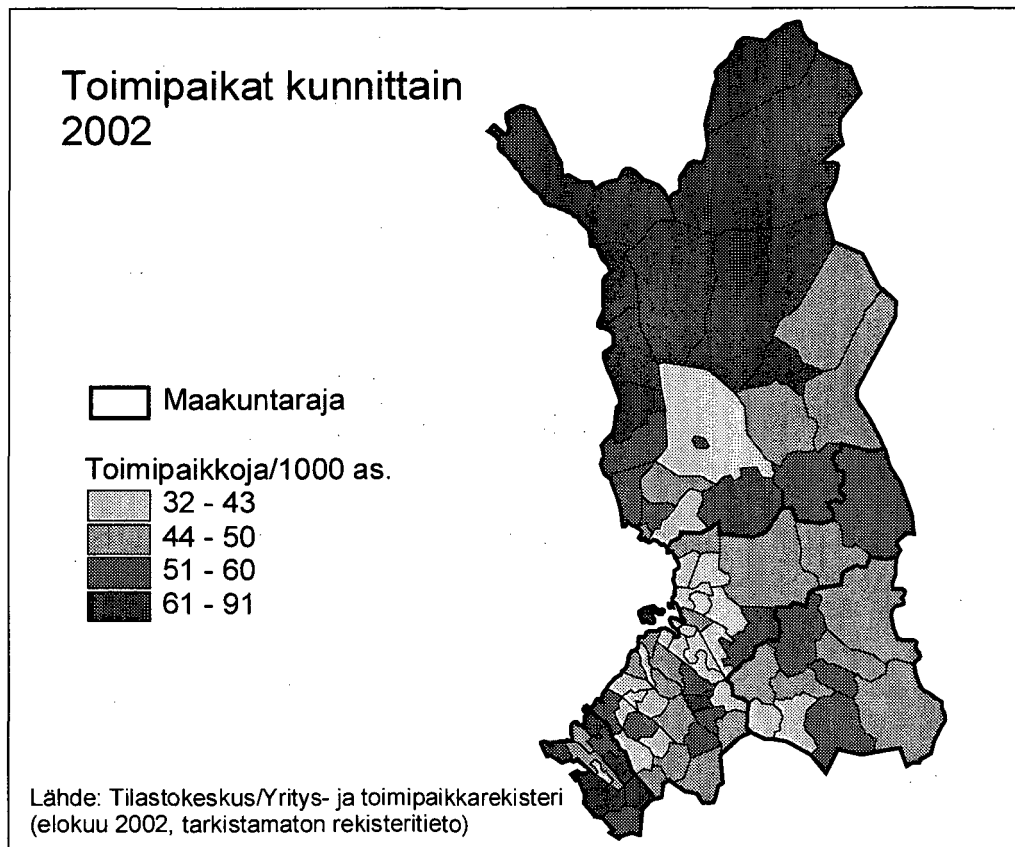 Toimipaikat kunnittain
2002
Maakuntaraja
Toimipaikkoja/1000 as.
32 - 43
44 - 50
51 - 60
61 - 91
Lähde: Tilastokeskus/Yritys- ja toimipaikkarekisteri
(elokuu 2002, tarkistamaton rekisteritieto)